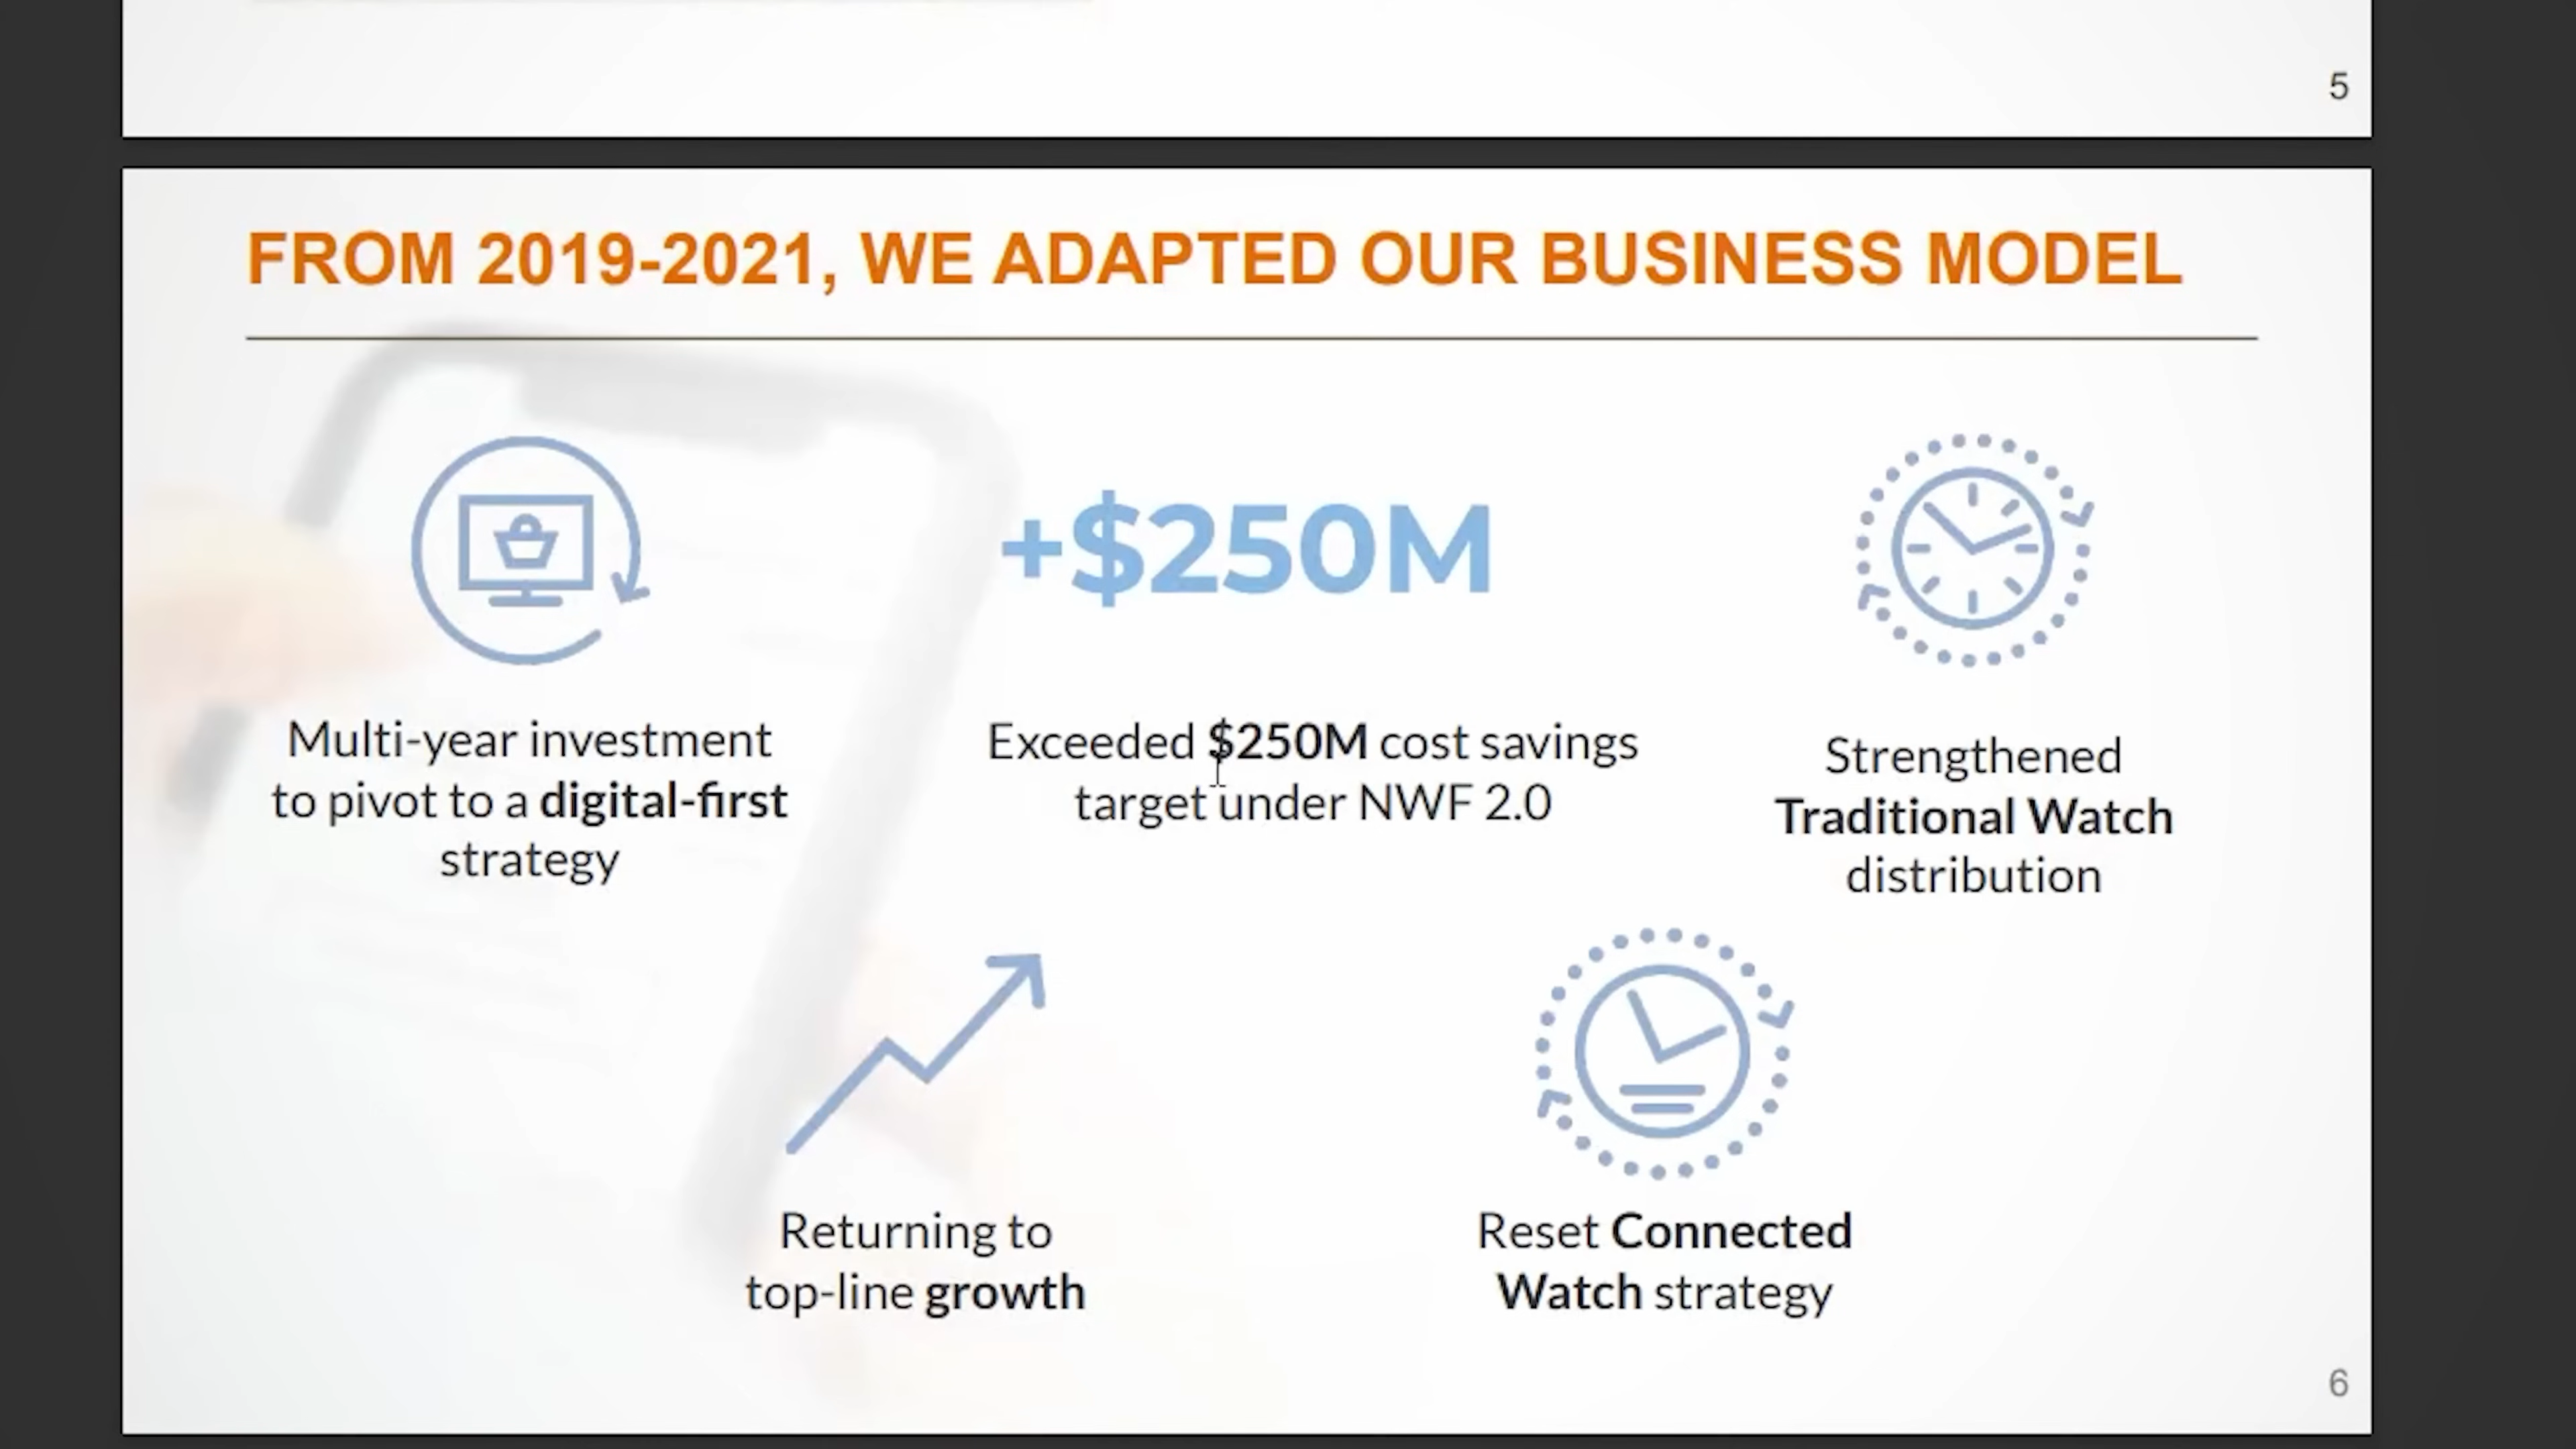 5
FROM 2019-2021, WE ADAPTED OUR BUSINESS MODEL
+$250M
Multi-year investment
to pivot to a digital-first
strategy
Exceeded $250M cost savings
target under NWF 2.0
Strengthened
Traditional Watch
distribution
Returning to
top-line growth
Reset Connected
Watch strategy
6